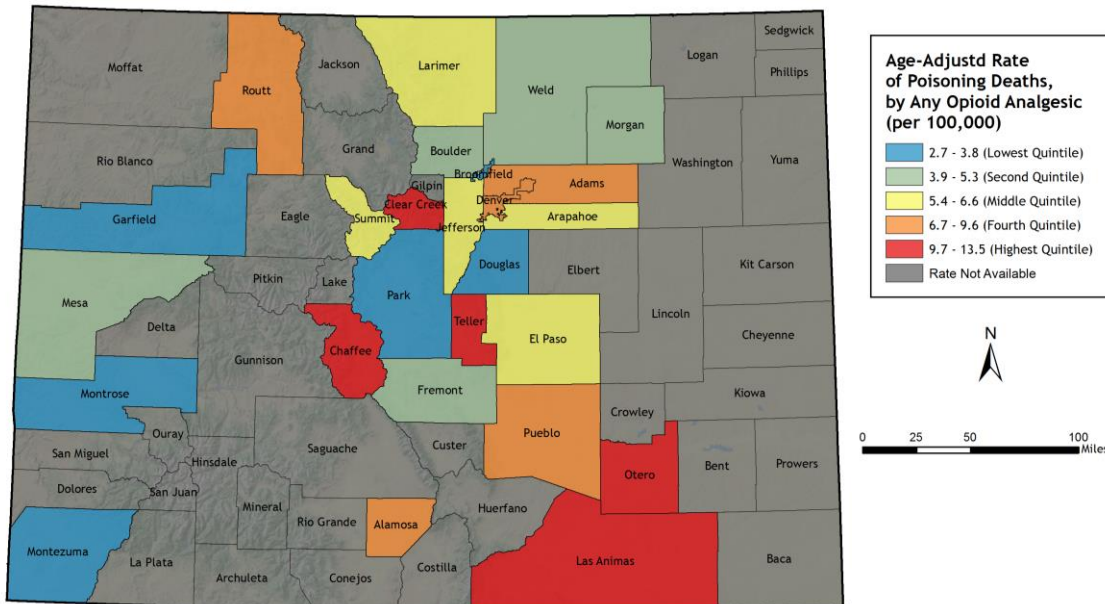 Moffat
Routt
Jackson
Larimer
Weld
Logan
Sedgwick
Phillips
Morgan
Rio Blanco
Grand
Boulder
Washington
Yuma
Broomfield
Gilpin
Adams
Clear Creek
Denver
Garfield
Eagle
Summit
Jefferson
Arapahoe
Mesa
Pitkin
Lake
Park
Douglas
Elbert
Kit Carson
Delta
Gunnison
Chaffee
Teller
El Paso
Lincoln
Cheyenne
Montrose
Fremont
Kiowa
Ouray
Crowley
San Miguel
Hinsdale
Saguache
Custer
Pueblo
Otero
Bent
Prowers
Dolores
San Juan
Mineral
Rio Grande
Alamosa
Huerfano
Montezuma
La Plata
Archuleta
Conejos
Costilla
Las Animas
Baca
Age-Adjustd Rate
of Poisoning Deaths,
by Any Opioid Analgesic
(per 100,000)
2.7 - 3.8 (Lowest Quintile)
3.9 - 5.3 (Second Quintile)
5.4 - 6.6 (Middle Quintile)
6.7 - 9.6 (Fourth Quintile)
9.7 - 13.5 (Highest Quintile)
Rate Not Available
N
0 25 50 100
Miles